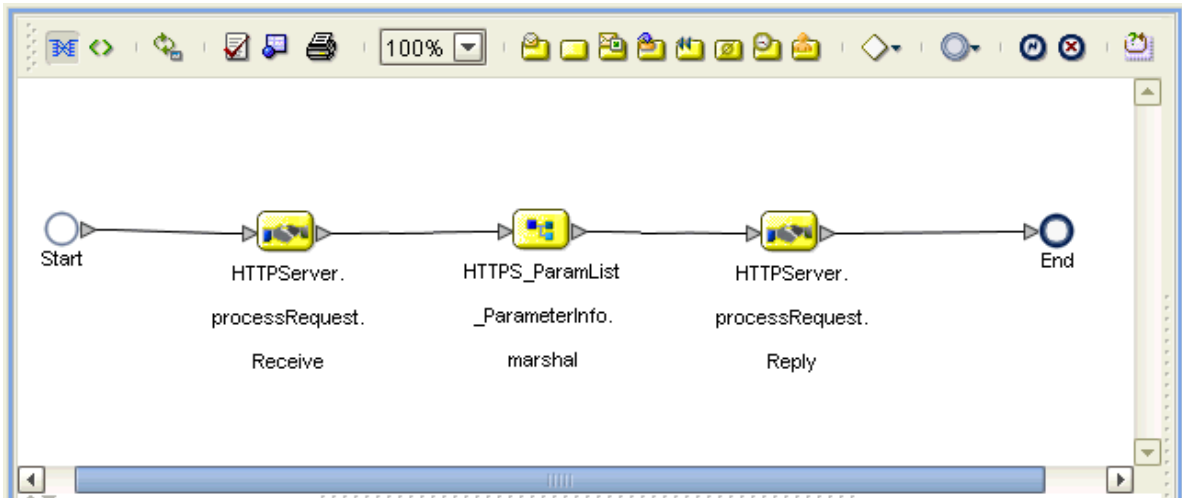 100%
Start
HTTPServer.
processRequest.
Receive
HTTPS_ParamList
_ParameterInfo.
marshal
HTTPServer.
processRequest.
Reply
End